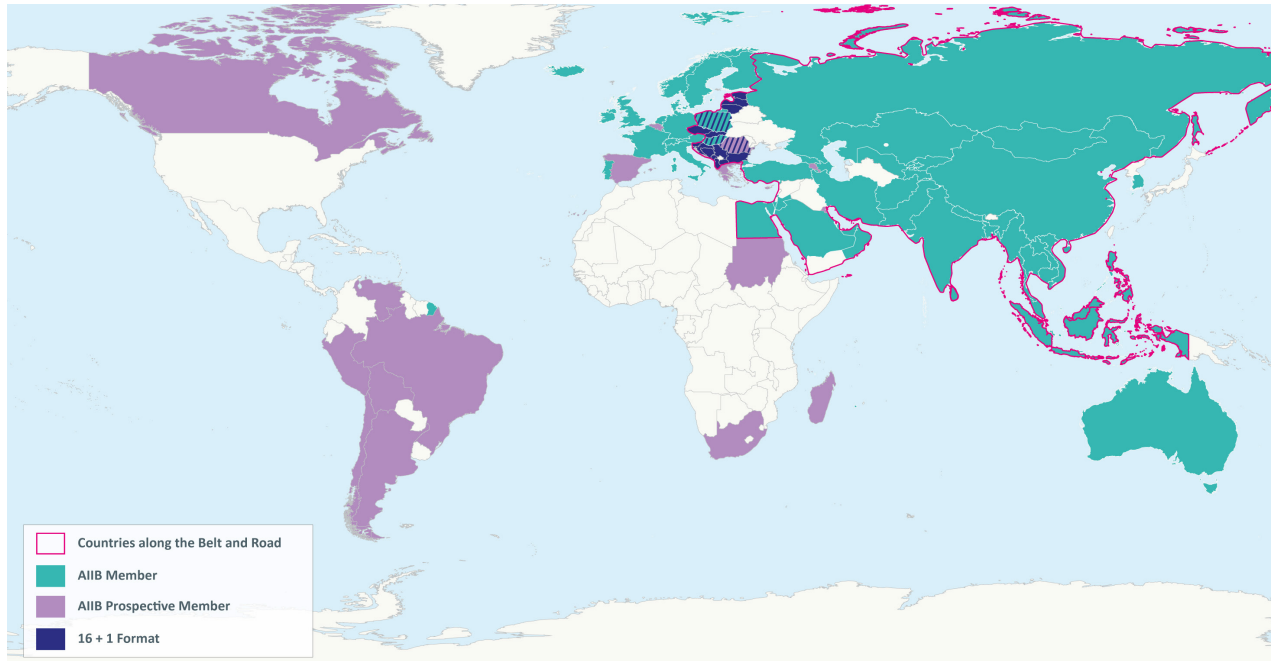 Countries along the Belt and Road
AIIB Member
AIIB Prospective Member
16 + 1 Format